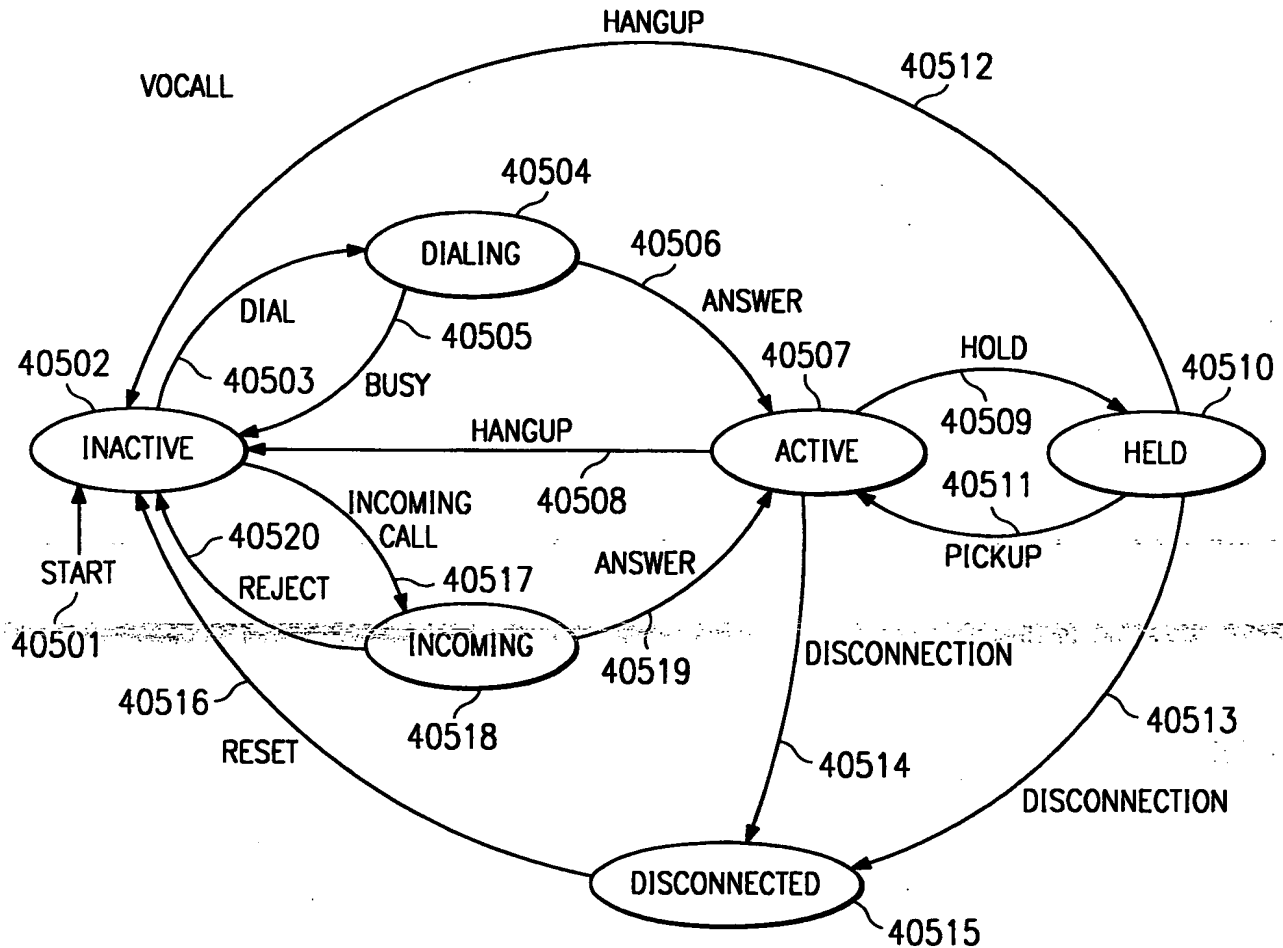 HANGUP
VOCALL
40512
40504
DIALING
40506
ANSWER
DIAL
40505
40502
40503
BUSY
40507
HOLD
40510
40509
INACTIVE
HANGUP
ACTIVE
HELD
40508
40511
INCOMING
CALL
PICKUP
START
40520
REJECT
40517
ANSWER
40501
INCOMING
40519
DISCONNECTION
40516
40518
40513
RESET
40514
DISCONNECTION
DISCONNECTED
40515